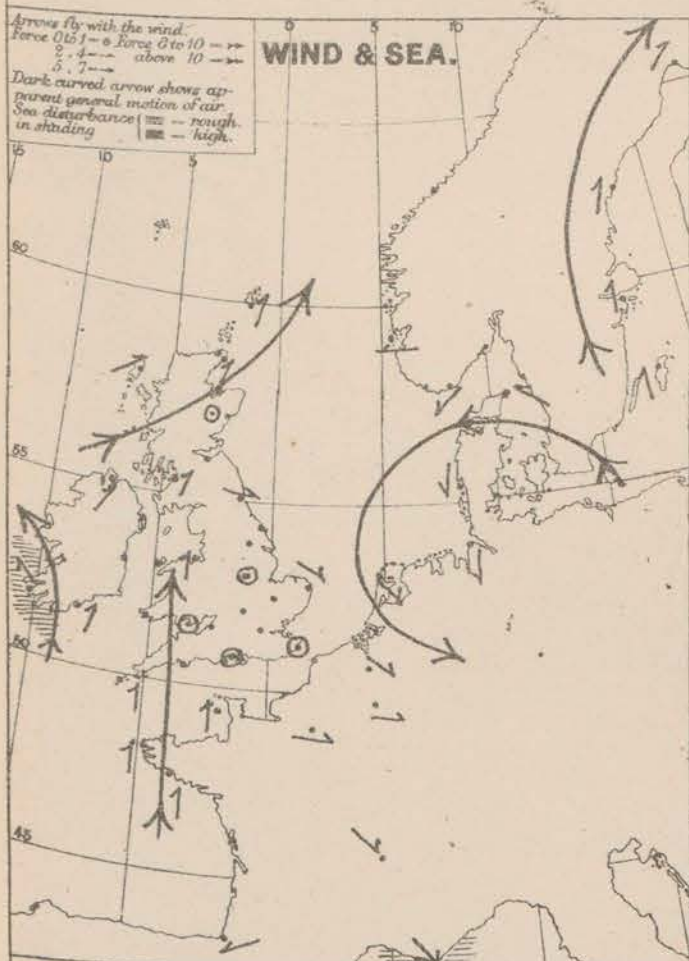 WIND & SEA.
Arrows fly with the wind.
Force 0 to 1 — Force 8 to 10 —
2 " 4 — above 10 —
5 " 7 —
Dark curved arrow shows ap-
parent general motion of air.
Sea disturbance { — rough.
in shading — high.
15 10 5 0 5 10
60
55
50
45